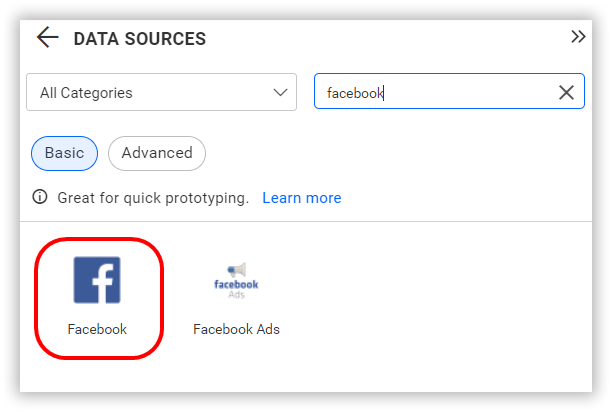 DATA SOURCES
All Categories
facebook
Basic
Advanced
Great for quick prototyping. Learn more
facebook
Ads
Facebook
Facebook Ads